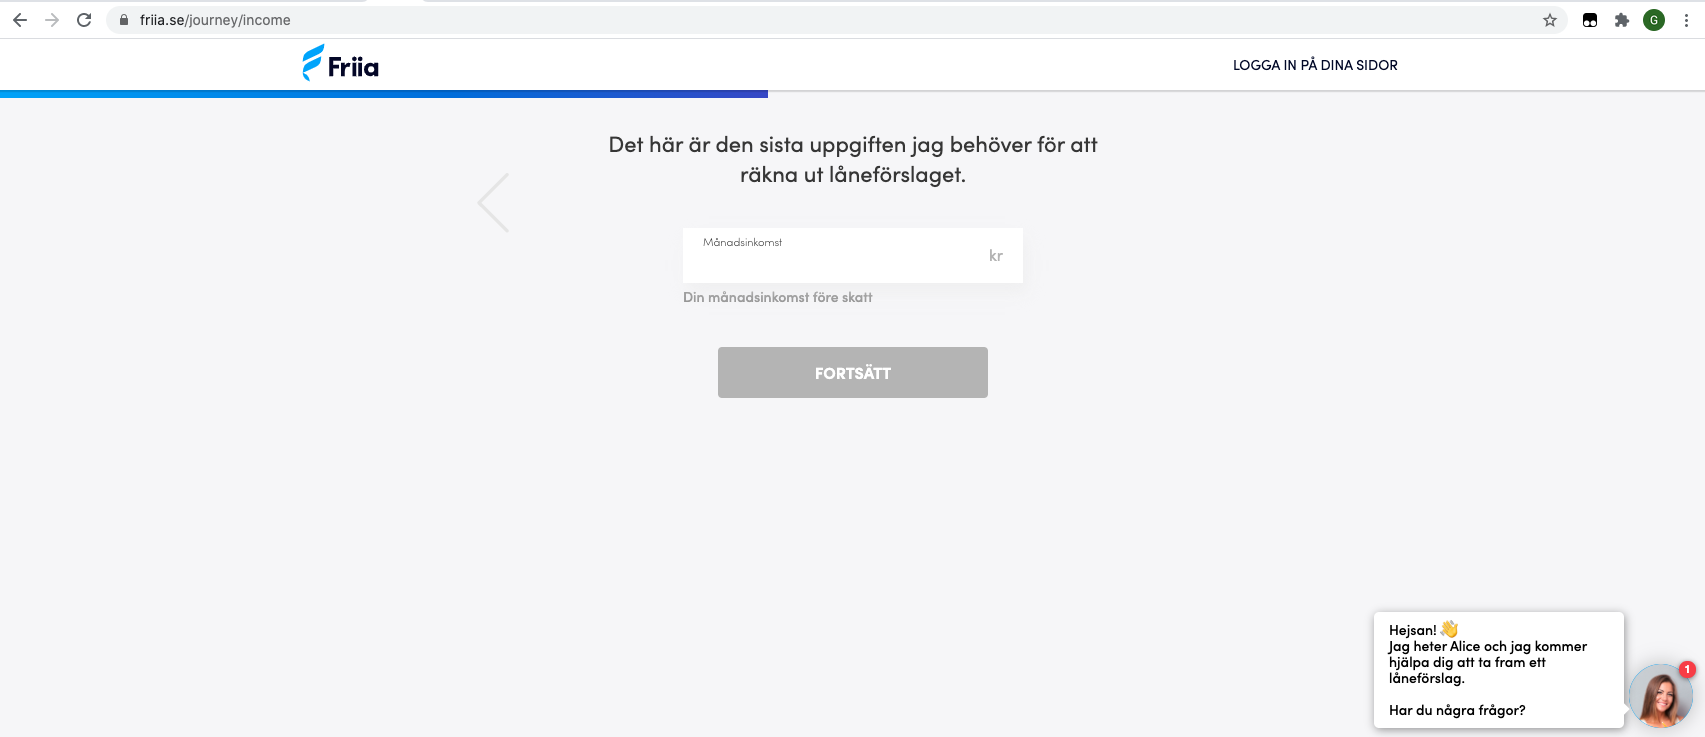 friia.se/journey/income
G
Friia
LOGGA IN PÅ DINA SIDOR
Det här är den sista uppgiften jag behöver för att
räkna ut låneförslaget.
Månadsinkomst
kr
Din månadsinkomst före skatt
FORTSÄTT
Hejsan! 👋
Jag heter Alice och jag kommer
hjälpa dig att ta fram ett
låneförslag.
Har du några frågor?
1